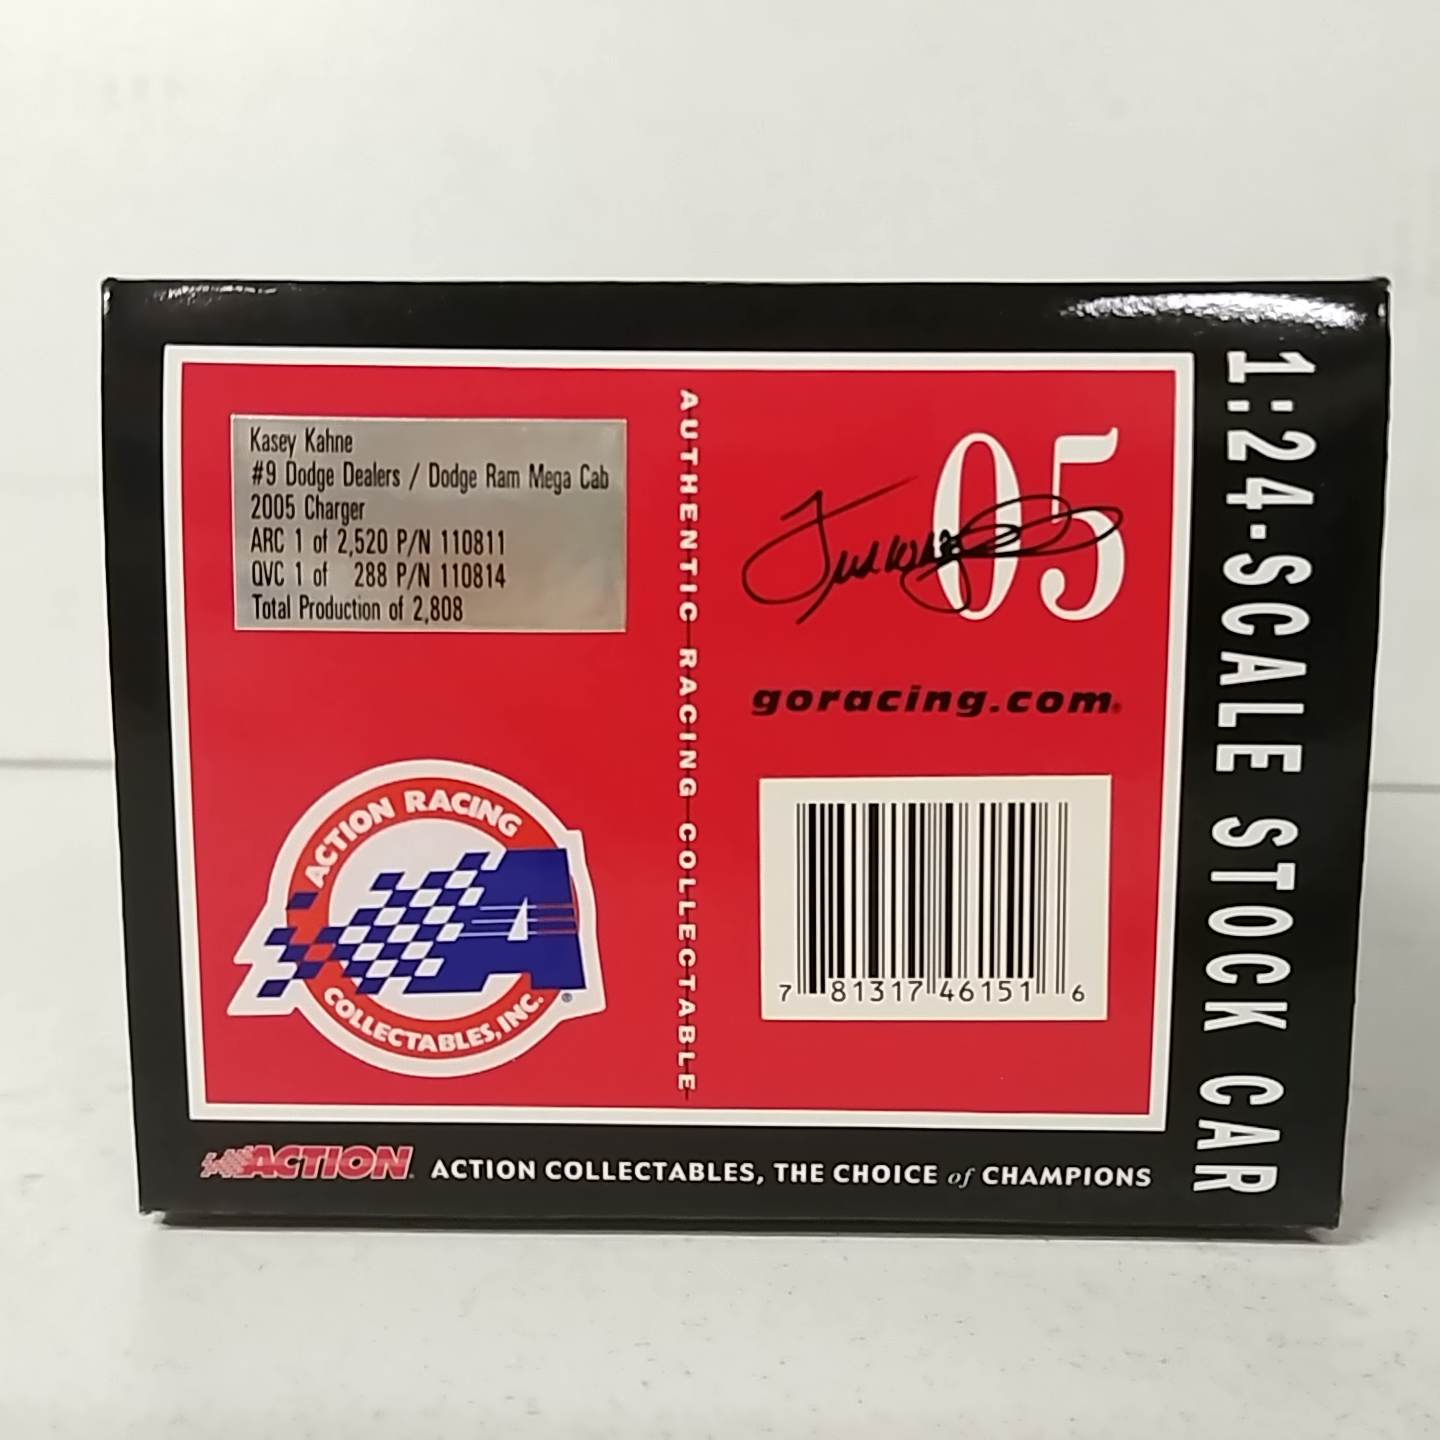 Kasey Kahne
#9 Dodge Dealers / Dodge Ram Mega Cab
2005 Charger
ARC 1 of 2,520 P/N 110811
QVC 1 of 288 P/N 110814
Total Production of 2,808
AUTHENTIC RACING COLLECTABLE
05
goracing.com®
ACTION RACING
COLLECTABLES, INC.
A
®
7 81317 46151 6
1:24-SCALE STOCK CAR
ACTION
ACTION COLLECTABLES, THE CHOICE of CHAMPIONS